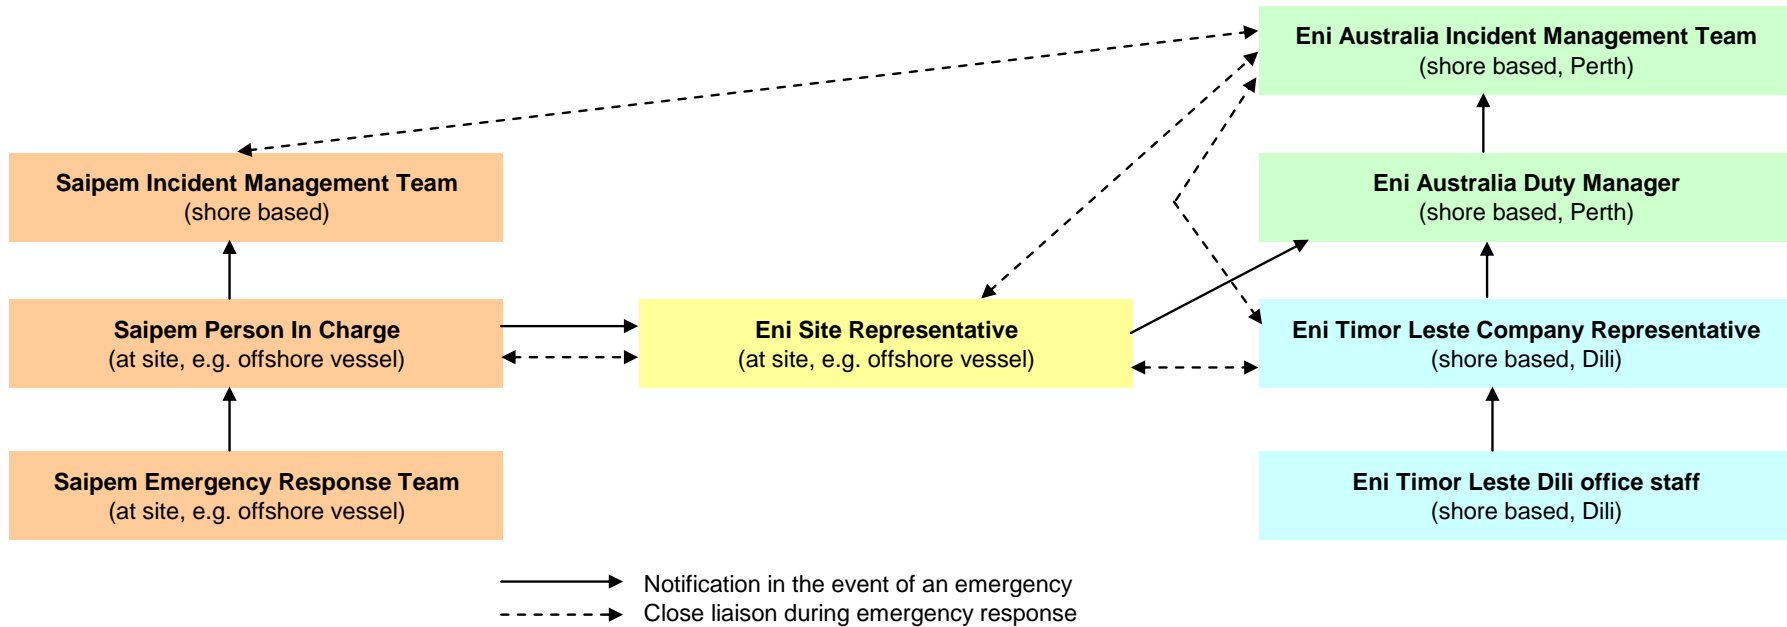 Eni Australia Incident Management Team
(shore based, Perth)
Saipem Incident Management Team
(shore based)
Eni Australia Duty Manager
(shore based, Perth)
Saipem Person In Charge
(at site, e.g. offshore vessel)
Eni Site Representative
(at site, e.g. offshore vessel)
Eni Timor Leste Company Representative
(shore based, Dili)
Saipem Emergency Response Team
(at site, e.g. offshore vessel)
Eni Timor Leste Dili office staff
(shore based, Dili)
Notification in the event of an emergency
Close liaison during emergency response